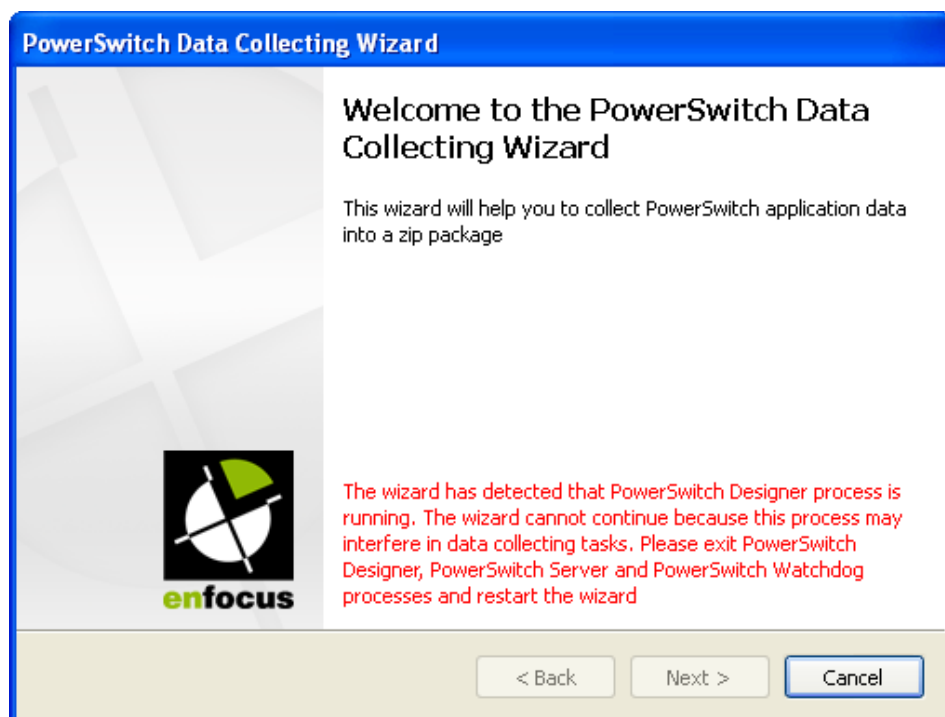 PowerSwitch Data Collecting Wizard
Welcome to the PowerSwitch Data
Collecting Wizard
This wizard will help you to collect PowerSwitch application data
into a zip package
The wizard has detected that PowerSwitch Designer process is
running. The wizard cannot continue because this process may
interfere in data collecting tasks. Please exit PowerSwitch
Designer, PowerSwitch Server and PowerSwitch Watchdog
processes and restart the wizard
enfocus
< Back Next > Cancel